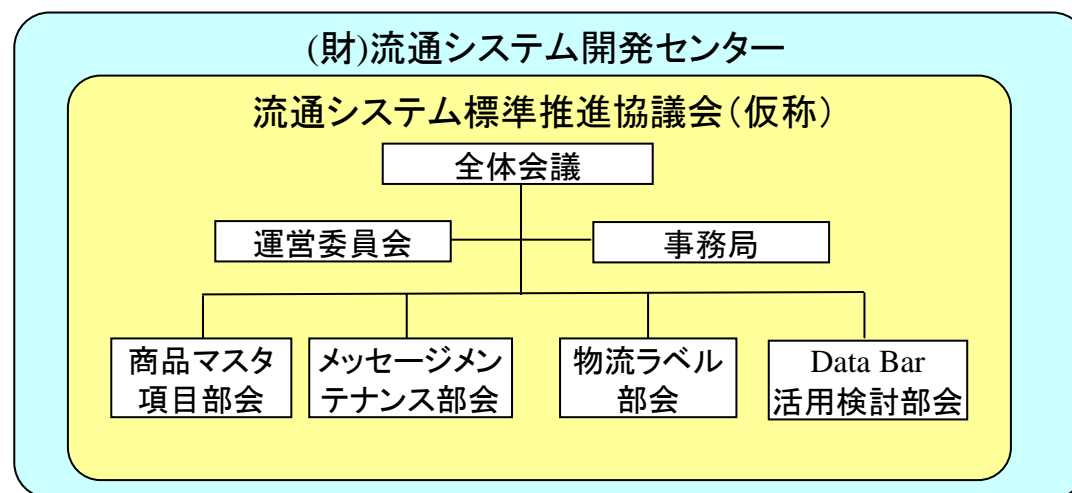 (財)流通システム開発センター
流通システム標準推進協議会(仮称)
全体会議
運営委員会
事務局
商品マスタ
項目部会
メッセージメン
テナンス部会
物流ラベル
部会
Data Bar
活用検討部会